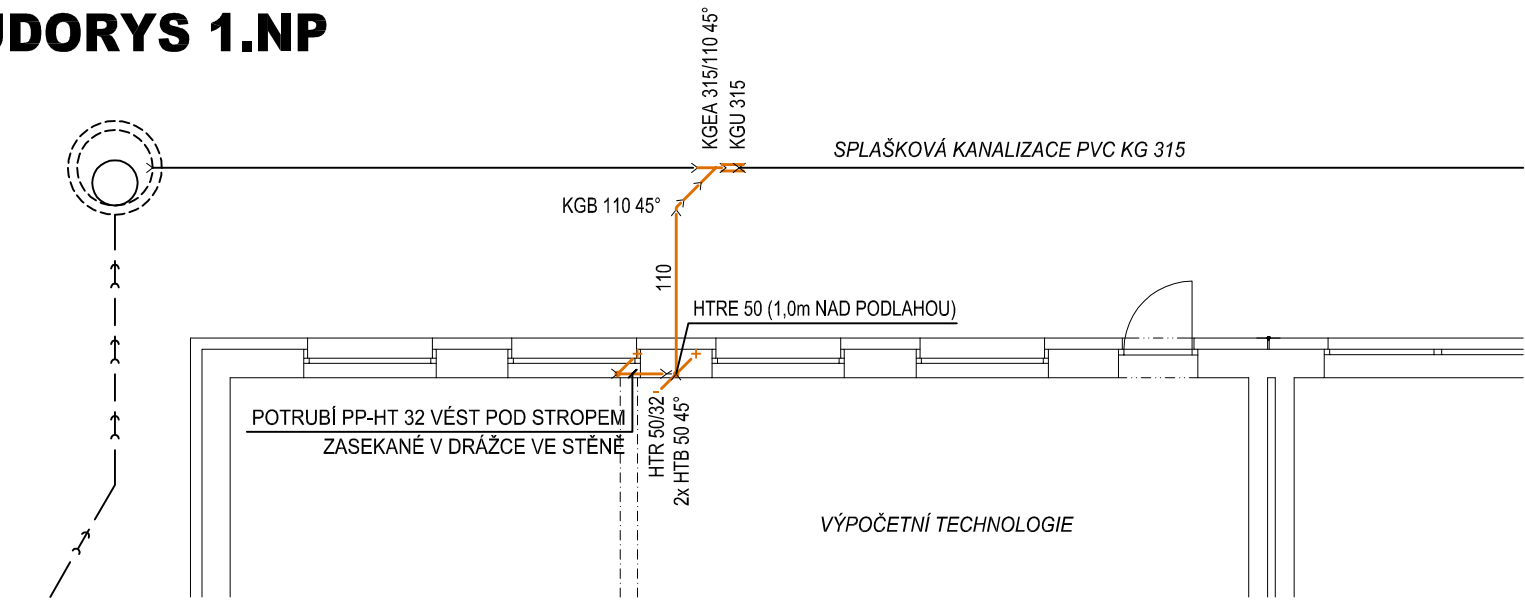 ŮDORYS 1.NP
KGEA 315/110 45°
KGU 315
SPLAŠKOVÁ KANALIZACE PVC KG 315
KGB 110 45°
110
HTRE 50 (1,0m NAD PODLAHOU)
POTRUBÍ PP-HT 32 VÉST POD STROPEM
ZASEKANÉ V DRÁŽCE VE STĚNĚ
HTR 50/32
2x HTB 50 45°
VÝPOČETNÍ TECHNOLOGIE